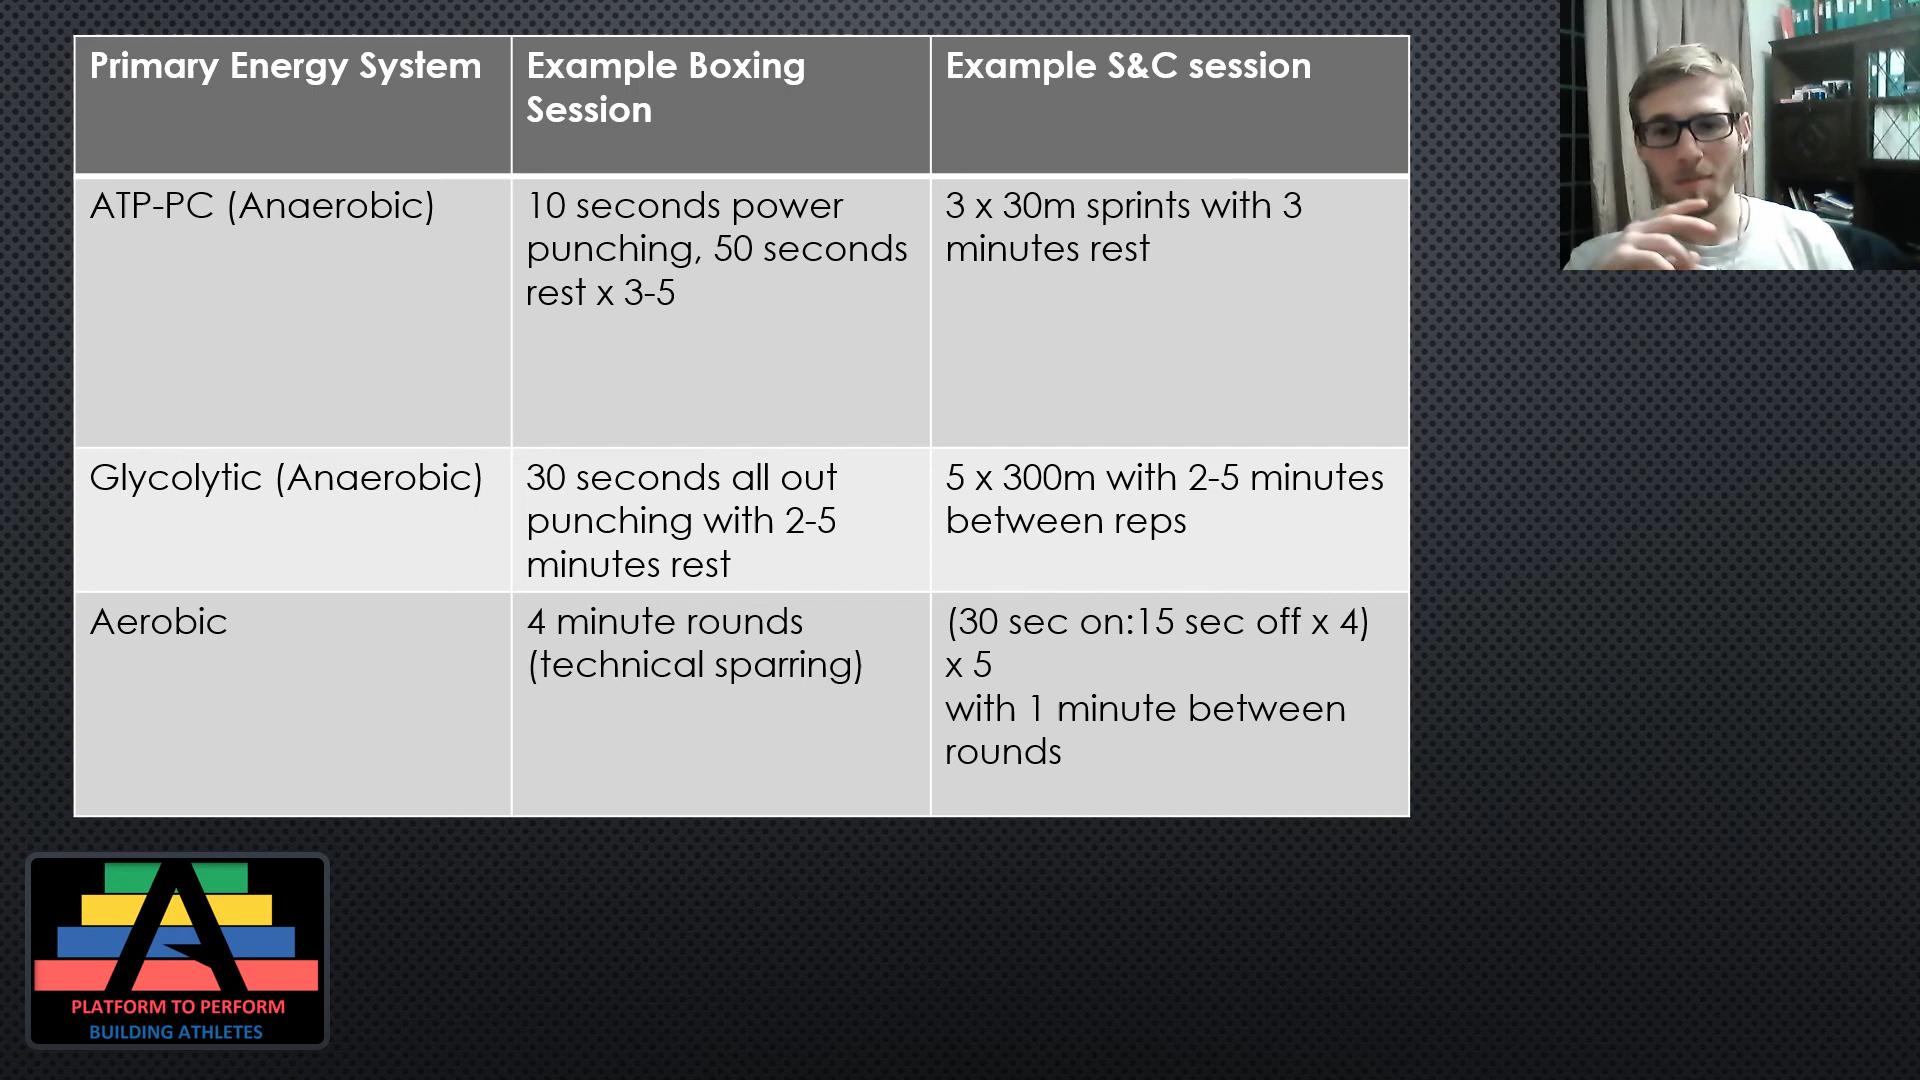 Primary Energy System
Example Boxing
Session
Example S&C session
ATP-PC (Anaerobic)
10 seconds power
punching, 50 seconds
rest x 3-5
3 x 30m sprints with 3
minutes rest
Glycolytic (Anaerobic)
30 seconds all out
punching with 2-5
minutes rest
5 x 300m with 2-5 minutes
between reps
Aerobic
4 minute rounds
(technical sparring)
(30 sec on:15 sec off x 4)
x 5
with 1 minute between
rounds
PLATFORM TO PERFORM
BUILDING ATHLETES